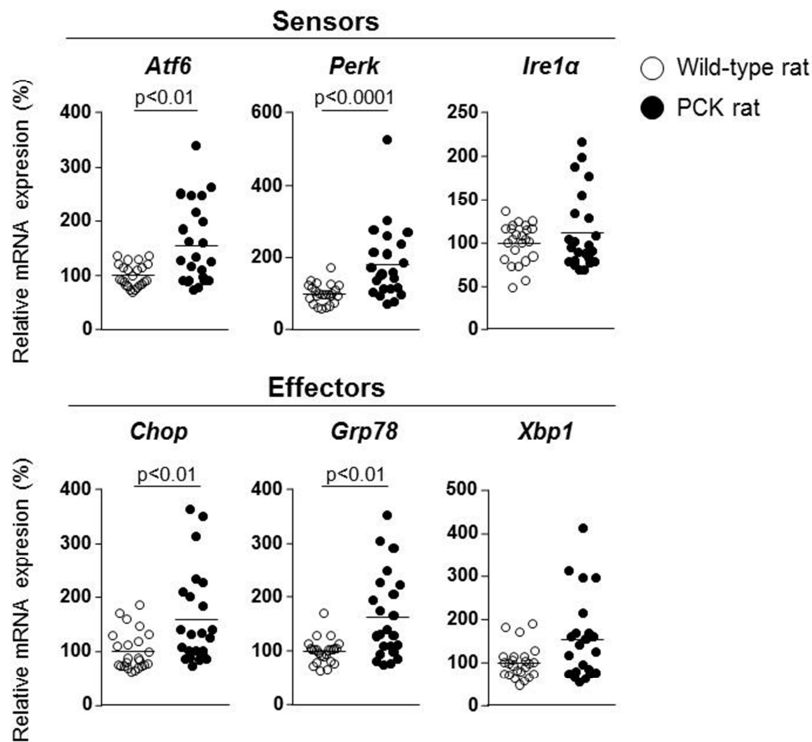 Sensors
Atf6 Perk Ire1α
Wild-type rat
PCK rat
p<0.01 p<0.0001
Relative mRNA expresion (%)
400 600 250
300 400 200
200 200 150
100 0 100
0 50
0
Effectors
Chop Grp78 Xbp1
p<0.01 p<0.01
Relative mRNA expresion (%)
400 400 500
300 300 400
200 200 300
100 100 200
0 0 100
0